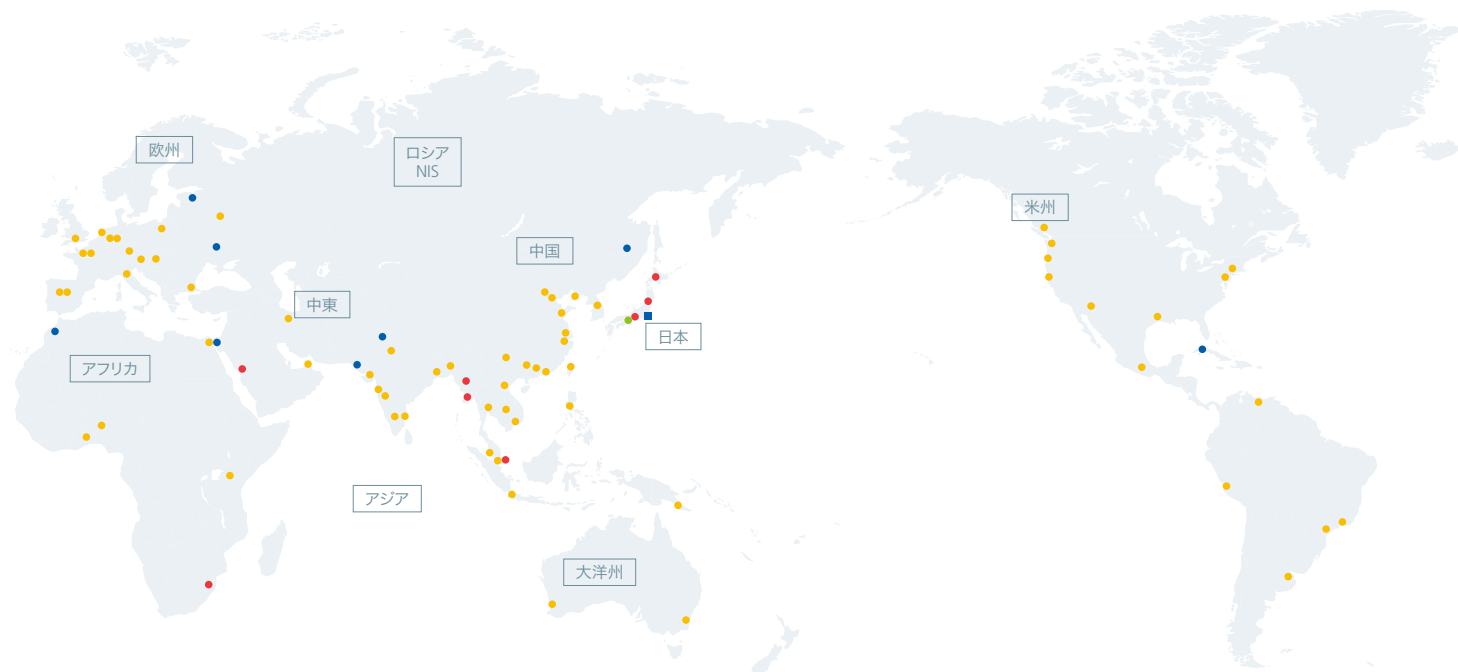 欧州
ロシア
NIS
米州
中国
中東
日本
アフリカ
アジア
大洋州